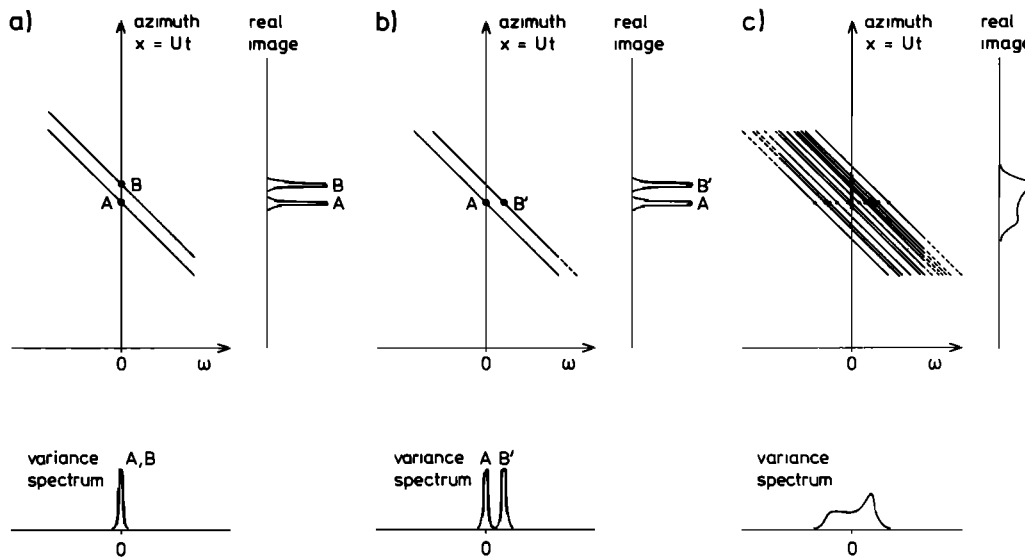 a)
azimuth
x = Ut
real
image
B
A
B
A
0
ω
variance
spectrum
A,B
0
b)
azimuth
x = Ut
real
image
A
B'
B'
A
0
ω
variance
spectrum
A
B'
0
c)
azimuth
x = Ut
real
image
0
ω
variance
spectrum
0